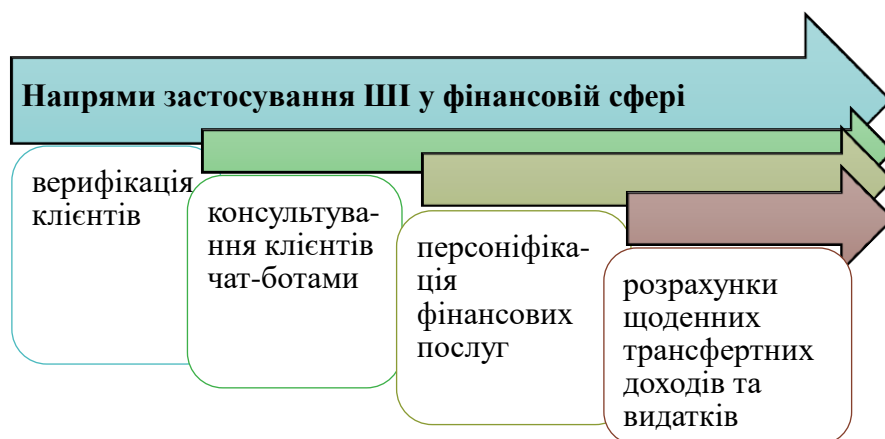 Напрями застосування ШІ у фінансовій сфері
верифікація
клієнтів
консультува-
ння клієнтів
чат-ботами
персоніфіка-
ція
фінансових
послуг
розрахунки
щоденних
трансфертних
доходів та
видатків